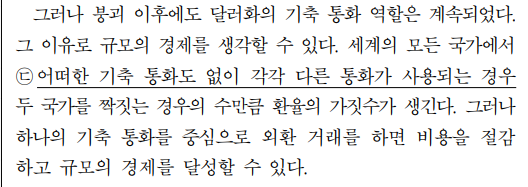 그러나 붕괴 이후에도 달러화의 기축 통화 역할은 계속되었다.
그 이유로 규모의 경제를 생각할 수 있다. 세계의 모든 국가에서
㉢어떠한 기축 통화도 없이 각각 다른 통화가 사용되는 경우
두 국가를 짝짓는 경우의 수만큼 환율의 가짓수가 생긴다. 그러나
하나의 기축 통화를 중심으로 외환 거래를 하면 비용을 절감
하고 규모의 경제를 달성할 수 있다.